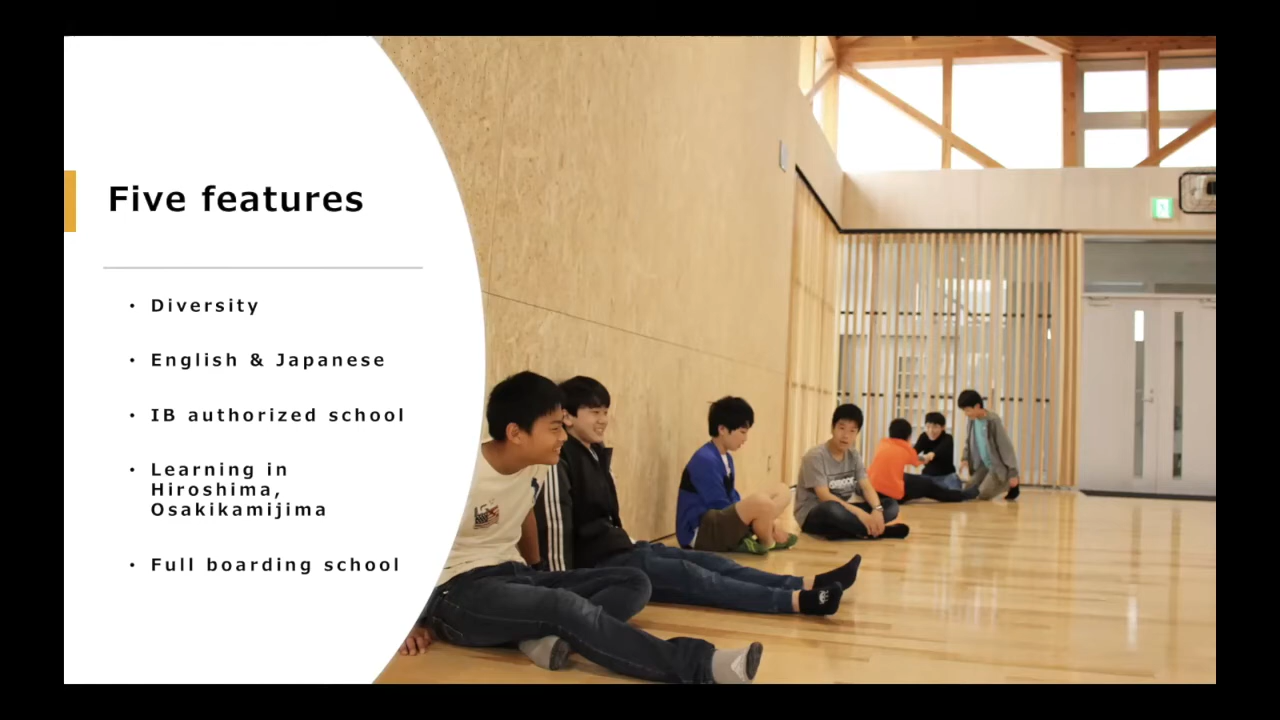 Five features
• Diversity
• English & Japanese
• IB authorized school
• Learning in
Hiroshima,
Osakikamijima
• Full boarding school